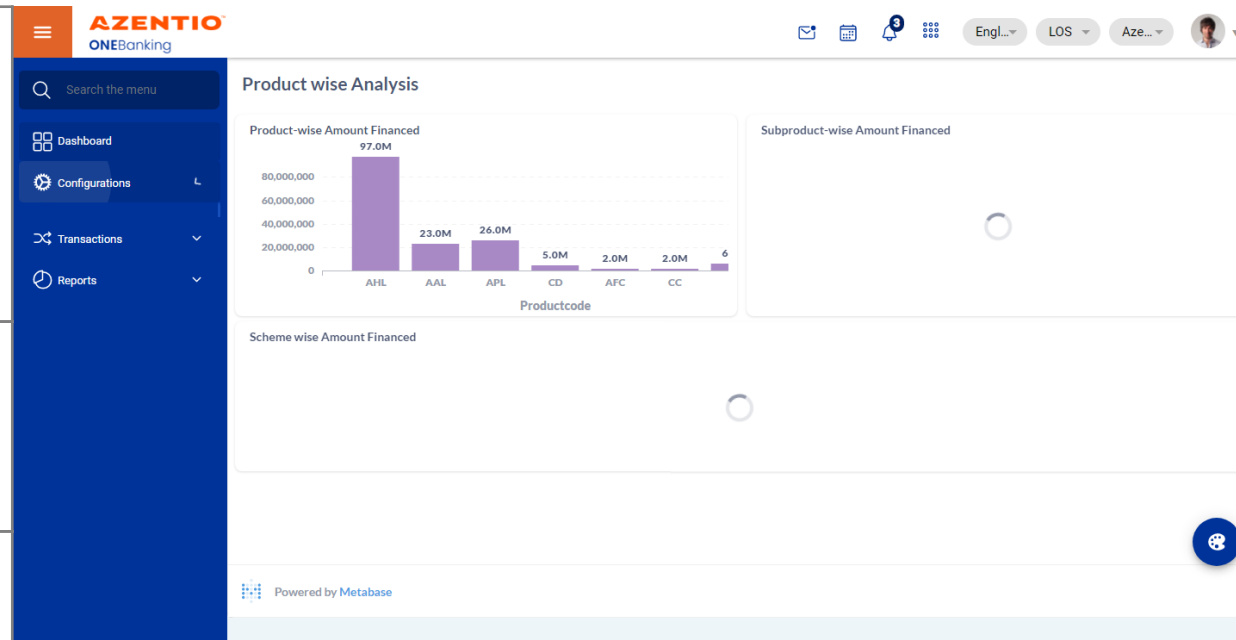 AZENTIO
ONEBanking
3
Engl...
LOS
Aze...
Search the menu
Dashboard
Configurations
Transactions
Reports
Product wise Analysis
Product-wise Amount Financed
97.0M
80,000,000
60,000,000
40,000,000
20,000,000
0
23.0M
26.0M
5.0M
2.0M
2.0M
6
AHL AAL APL CD AFC CC
Productcode
Subproduct-wise Amount Financed
Scheme wise Amount Financed
Powered by Metabase